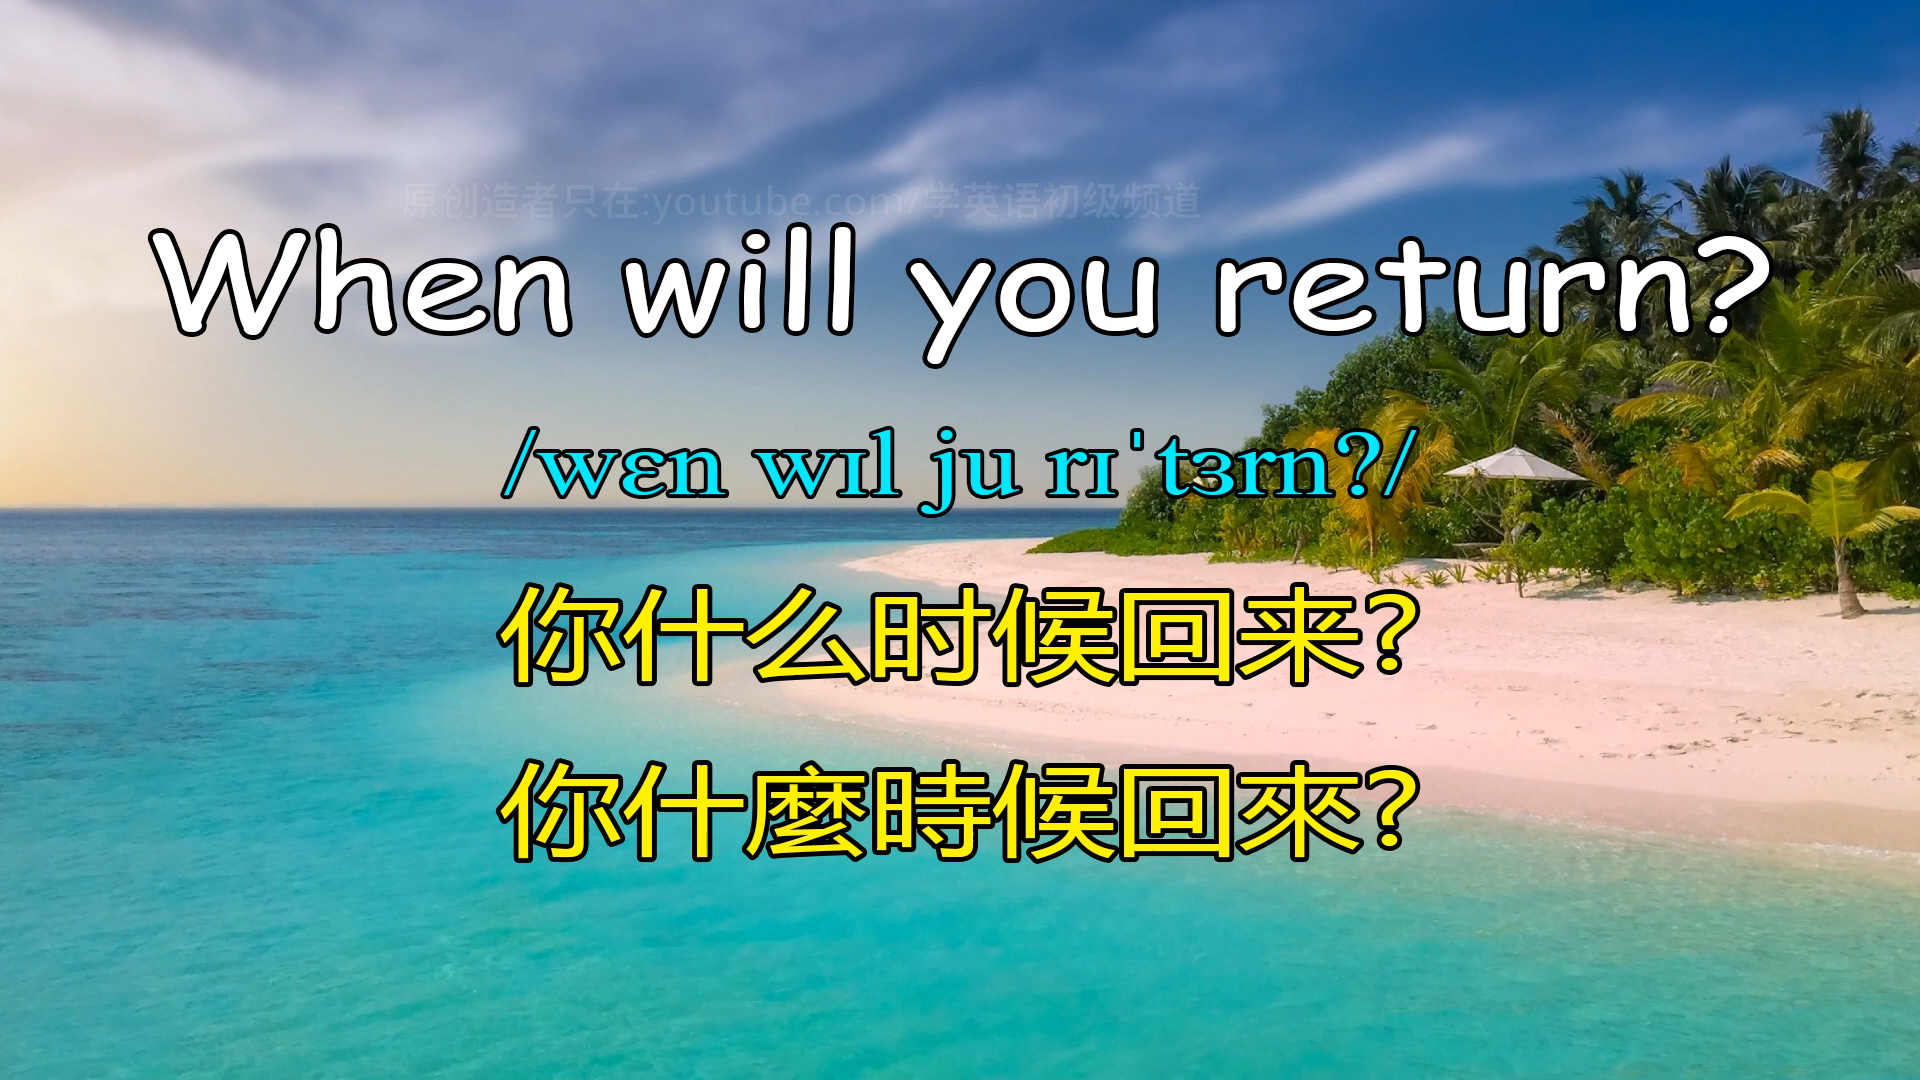 原创造者只在:youtube.com/学英语初级频道
When will you return?
/wɛn wɪl ju rɪˈtɜrn?/
你什么时候回来?
你什麼時候回來?